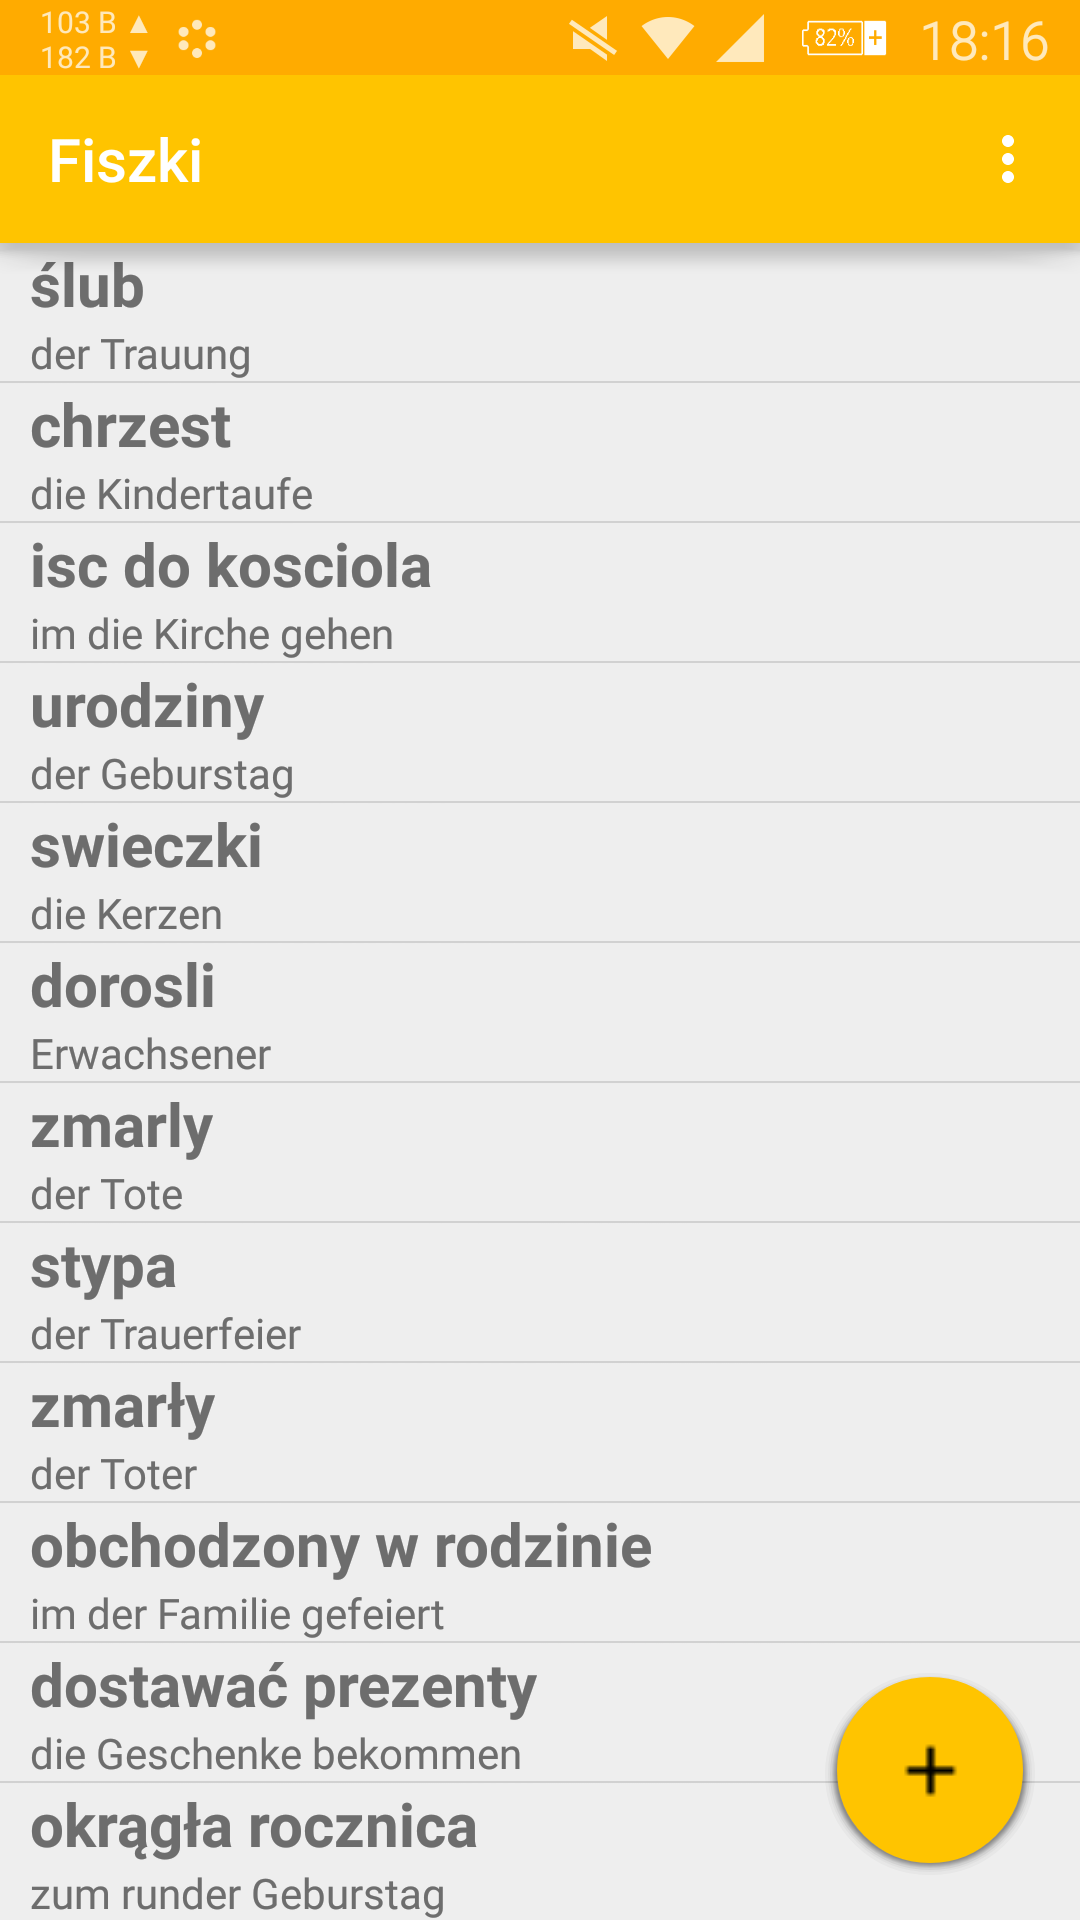 103 B ▲
182 B ▼
82%
18:16
Fiszki
ślub
der Trauung
chrzest
die Kindertaufe
isc do kosciola
im die Kirche gehen
urodziny
der Geburstag
swieczki
die Kerzen
dorosli
Erwachsener
zmarly
der Tote
stypa
der Trauerfeier
zmarły
der Toter
obchodzony w rodzinie
im der Familie gefeiert
dostawać prezenty
die Geschenke bekommen
okrągła rocznica
zum runder Geburstag